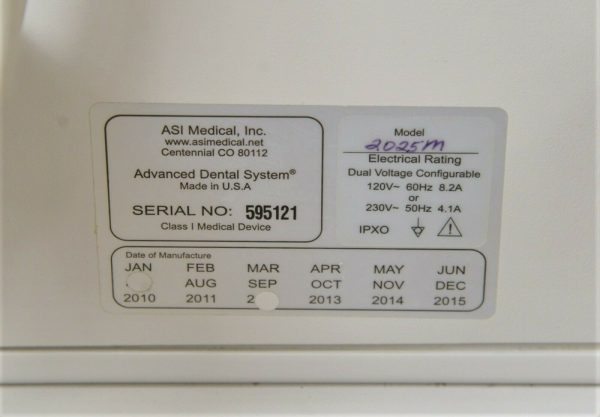 ASI Medical, Inc.
www.asimedical.net
Centennial CO 80112
Advanced Dental System®
Made in U.S.A
SERIAL NO: 595121
Class I Medical Device
Model
2025M
Electrical Rating
Dual Voltage Configurable
120V~ 60Hz 8.2A
or
230V~ 50Hz 4.1A
IPXO
Date of Manufacture
JAN FEB MAR APR MAY JUN
AUG SEP OCT NOV DEC
2010 2011 2013 2014 2015